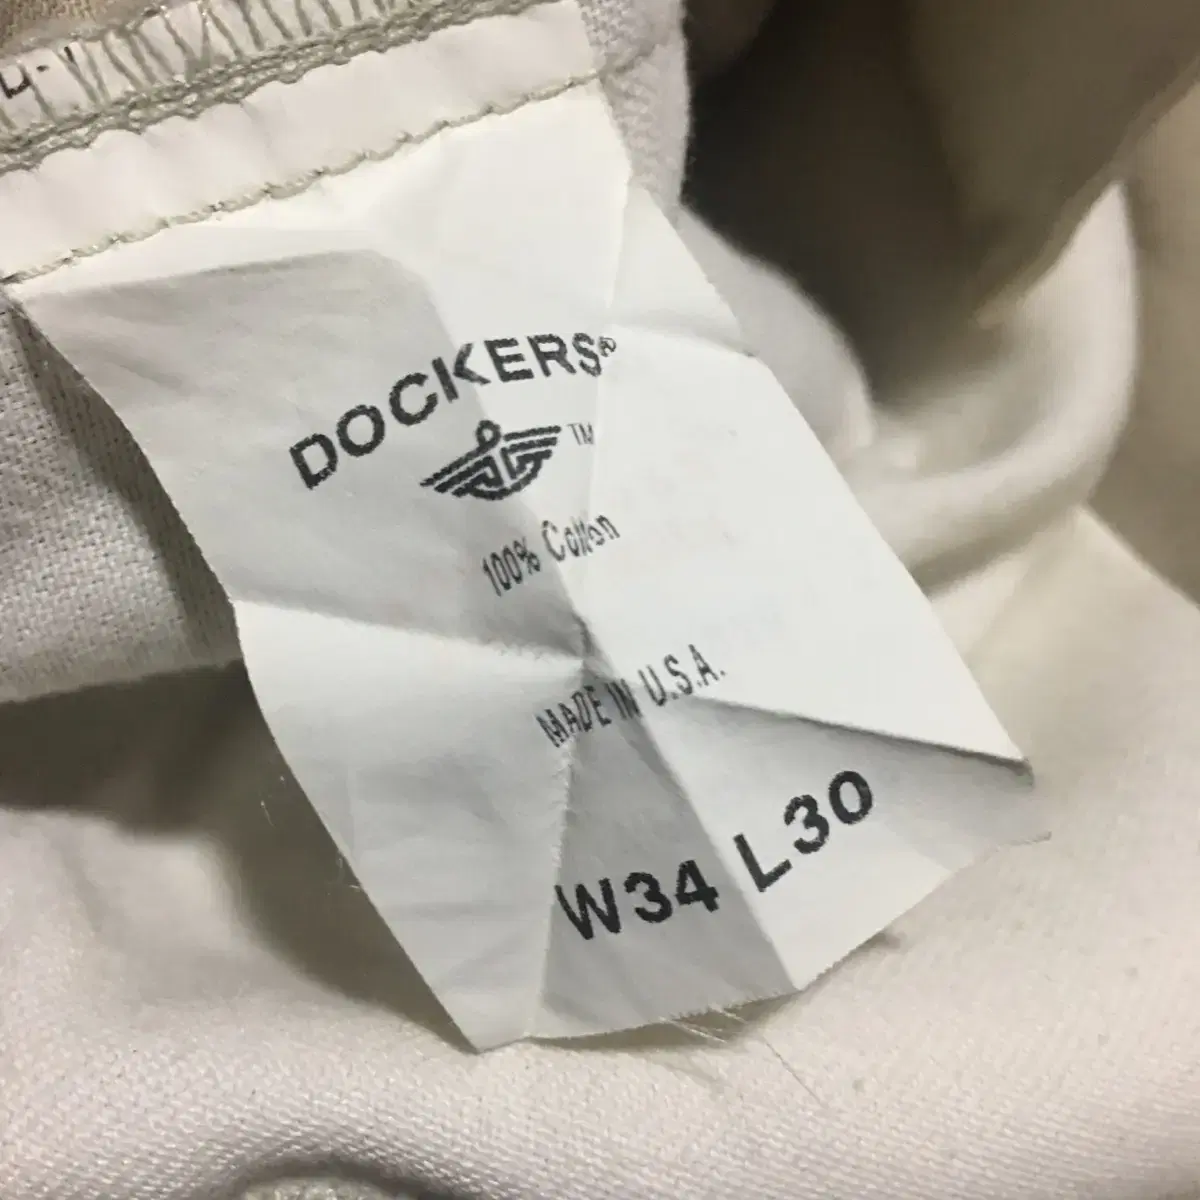 DOCKERS®
TM
100% Cotton
MADE IN U.S.A.
W34 L30